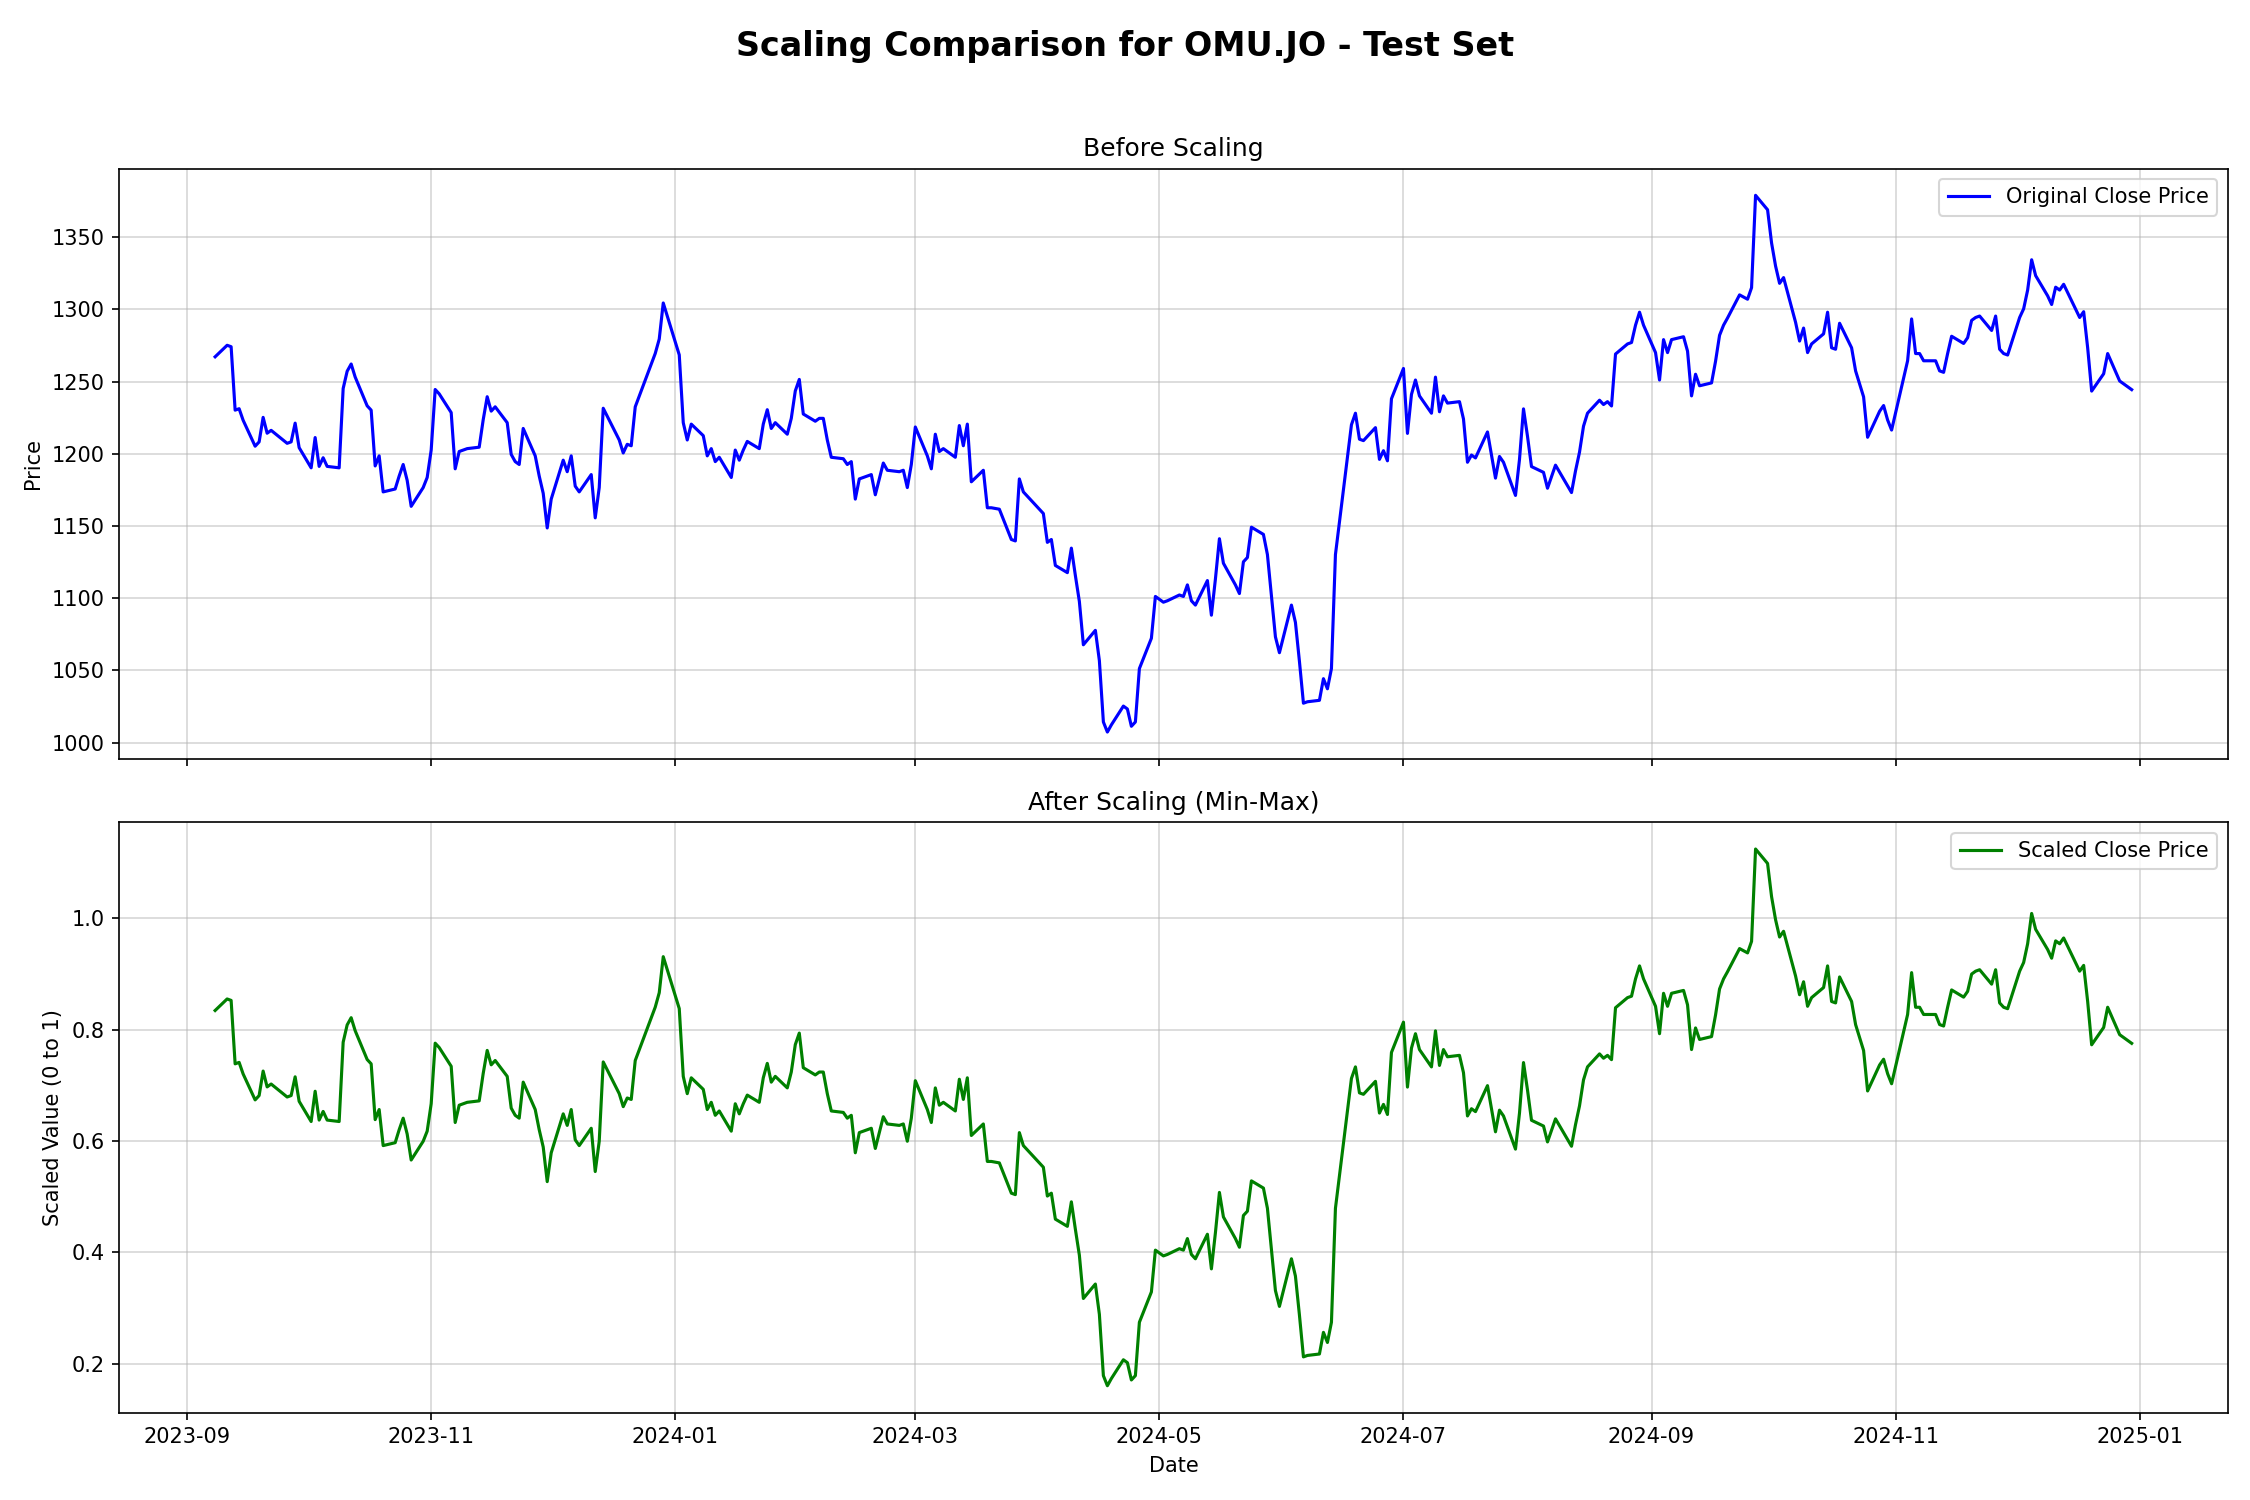 Scaling Comparison for OMU.JO - Test Set
Before Scaling
Original Close Price
Price
1350
1300
1250
1200
1150
1100
1050
1000
After Scaling (Min-Max)
Scaled Close Price
Scaled Value (0 to 1)
1.0
0.8
0.6
0.4
0.2
2023-09 2023-11 2024-01 2024-03 2024-05 2024-07 2024-09 2024-11 2025-01
Date